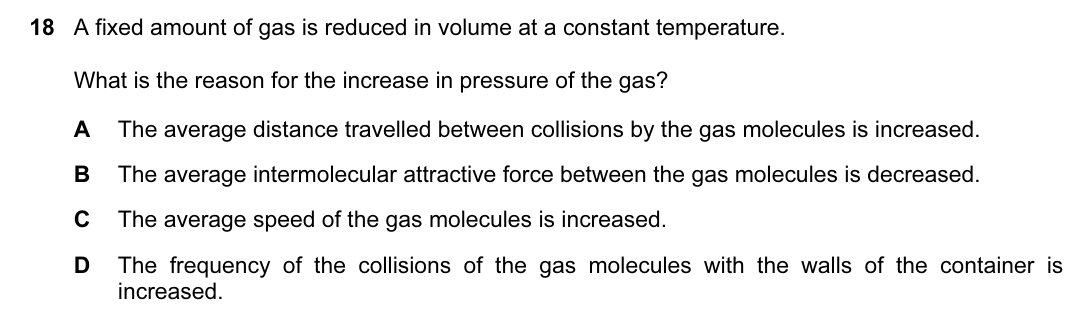 18 A fixed amount of gas is reduced in volume at a constant temperature.
What is the reason for the increase in pressure of the gas?
A The average distance travelled between collisions by the gas molecules is increased.
B The average intermolecular attractive force between the gas molecules is decreased.
C The average speed of the gas molecules is increased.
D The frequency of the collisions of the gas molecules with the walls of the container is
increased.